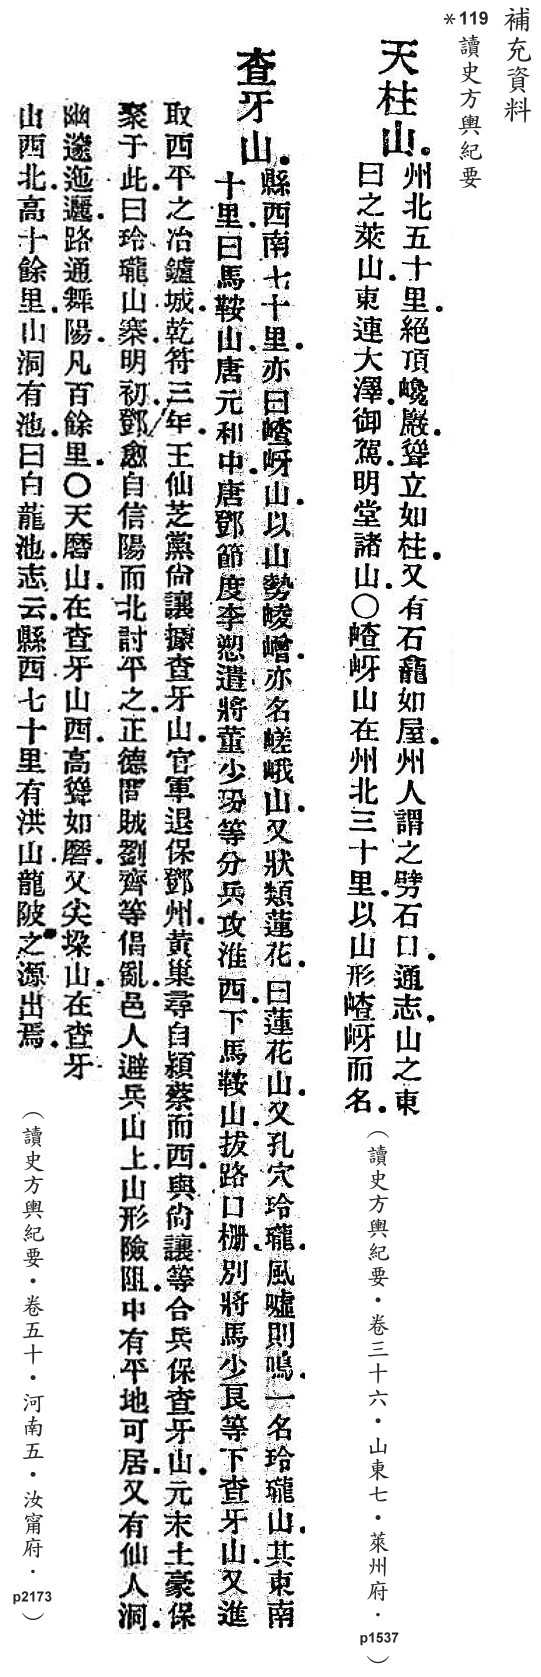 補充資料
*119
讀史方輿紀要
天柱山。
州北五十里。絕頂巉巖。聳立如柱。又有石龕如屋。州人謂之劈石口。通志。山之東
曰之萊山。東連大澤。御駕明堂諸山。〇嵖岈山在州北三十里。以山形嵖岈而名。
(讀史方輿紀要·卷三十六·山東七·萊州府·p1537)
查牙山。
縣西南七十里。亦曰嵖岈山。以山勢崚嶒。亦名嵯峨山。又狀類蓮花。曰蓮花山。又孔穴玲瓏。風噓則鳴。一名玲瓏山。其東南
十里。曰馬鞍山。唐元和中。唐鄧節度李愬遣將董少玢等分兵攻淮西。下馬鞍山。拔路口柵。別將馬少良等下查牙山。又進
取西平之冶鑪城。乾符三年。王仙芝黨尙讓據查牙山。官軍退保鄧州。黃巢尋自潁蔡而西。與尙讓等合兵保查牙山。元末土豪保
聚于此。曰玲瓏山寨。明初。鄧愈自信陽而北討平之。正德間賊劉齊等倡亂。邑人避兵山上。山形險阻。中有平地可居。又有仙人洞。
幽邃迤邐。路通舞陽。凡百餘里。〇天磨山。在查牙山西。高聳如磨。又尖垜山。在查牙
山西北。高十餘里。山洞有池。曰白龍池。志云。縣西七十里有洪山。龍陂之源出焉。
(讀史方輿紀要·卷五十·河南五·汝甯府·p2173)